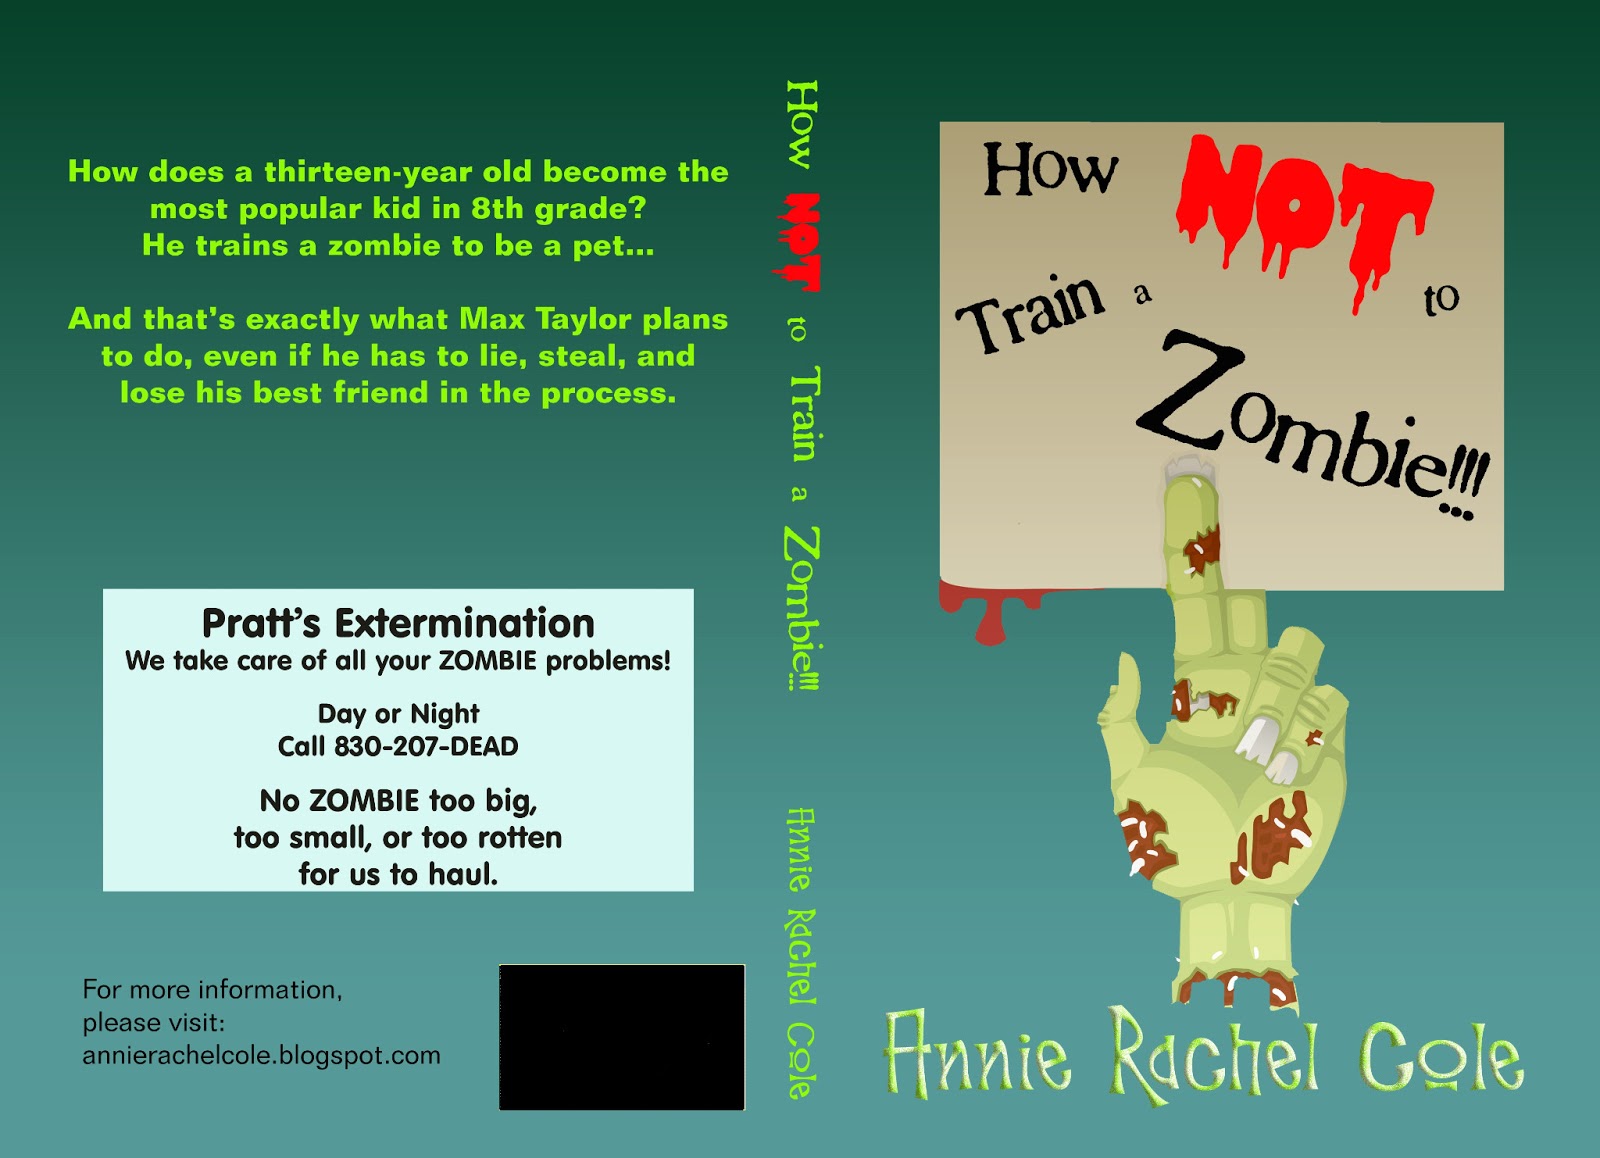 How does a thirteen-year old become the
most popular kid in 8th grade?
He trains a zombie to be a pet...
And that's exactly what Max Taylor plans
to do, even if he has to lie, steal, and
lose his best friend in the process.
Pratt's Extermination
We take care of all your ZOMBIE problems!
Day or Night
Call 830-207-DEAD
No ZOMBIE too big,
too small, or too rotten
for us to haul.
For more information,
please visit:
annierachelcole.blogspot.com
How NOT to Train a Zombie!!! Annie Rachel Cole
How NOT to
Train a
Zombie!!!
Annie Rachel Cole